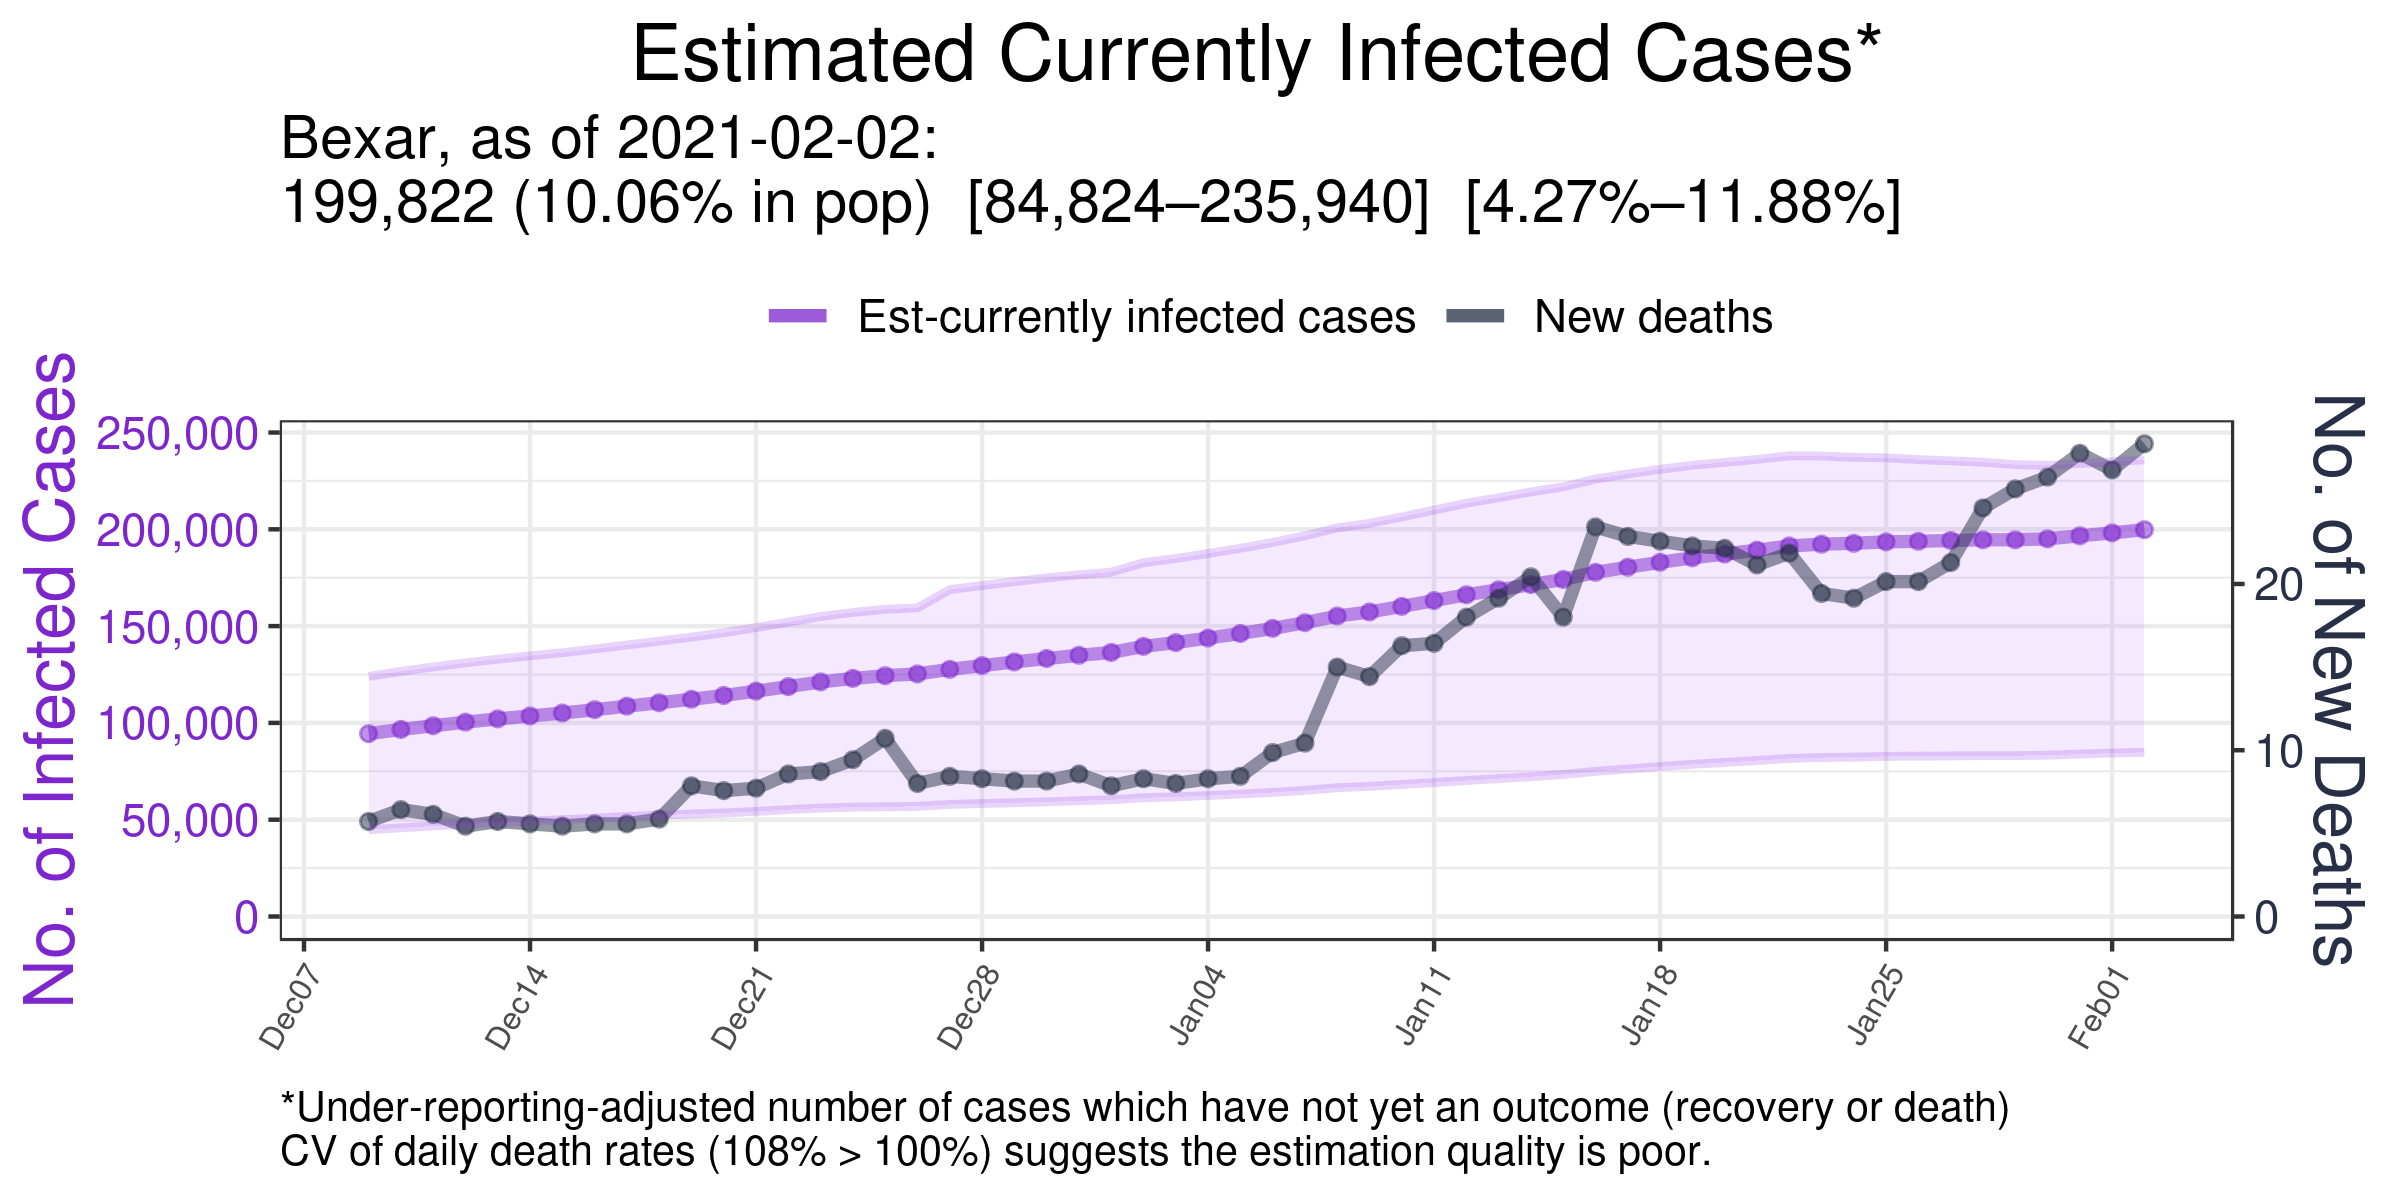 Estimated Currently Infected Cases*
Bexar, as of 2021-02-02:
199,822 (10.06% in pop)  [84,824–235,940]  [4.27%–11.88%]
Est-currently infected cases
New deaths
No. of Infected Cases
250,000
200,000
150,000
100,000
50,000
0
No. of New Deaths
20
10
0
Dec07
Dec14
Dec21
Dec28
Jan04
Jan11
Jan18
Jan25
Feb01
*Under-reporting-adjusted number of cases which have not yet an outcome (recovery or death)
CV of daily death rates (108% > 100%) suggests the estimation quality is poor.